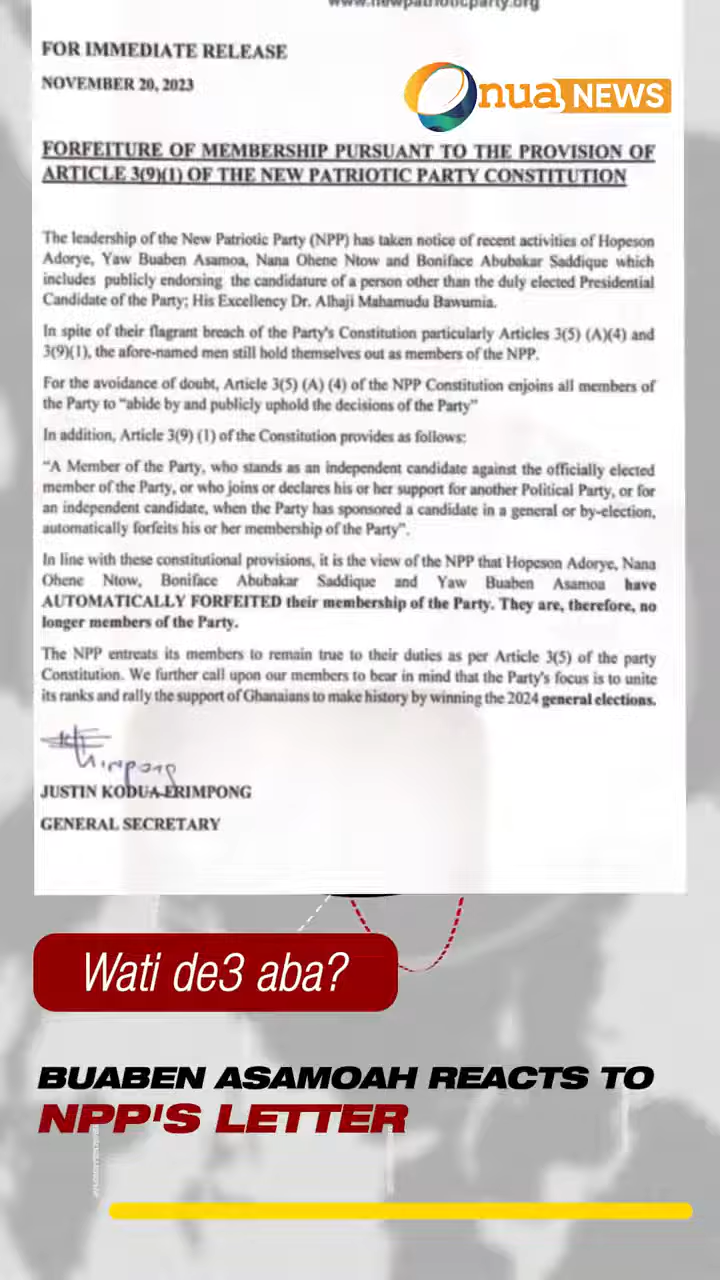 www.newpatrioticparty.org
FOR IMMEDIATE RELEASE
NOVEMBER 20, 2023
Onua NEWS
FORFEITURE OF MEMBERSHIP PURSUANT TO THE PROVISION OF
ARTICLE 3(9)(1) OF THE NEW PATRIOTIC PARTY CONSTITUTION
The leadership of the New Patriotic Party (NPP) has taken notice of recent activities of Hopeson
Adorye, Yaw Buaben Asamoa, Nana Ohene Ntow and Boniface Abubakar Saddique which
includes publicly endorsing the candidature of a person other than the duly elected Presidential
Candidate of the Party; His Excellency Dr. Alhaji Mahamudu Bawumia.
In spite of their flagrant breach of the Party's Constitution particularly Articles 3(5) (A)(4) and
3(9)(1), the afore-named men still hold themselves out as members of the NPP.
For the avoidance of doubt, Article 3(5) (A) (4) of the NPP Constitution enjoins all members of
the Party to "abide by and publicly uphold the decisions of the Party"
In addition, Article 3(9) (1) of the Constitution provides as follows:
"A Member of the Party, who stands as an independent candidate against the officially elected
member of the Party, or who joins or declares his or her support for another Political Party, or for
an independent candidate, when the Party has sponsored a candidate in a general or by-election,
automatically forfeits his or her membership of the Party".
In line with these constitutional provisions, it is the view of the NPP that Hopeson Adorye, Nana
Ohene Ntow, Boniface Abubakar Saddique and Yaw Buaben Asamoa have
AUTOMATICALLY FORFEITED their membership of the Party. They are, therefore, no
longer members of the Party.
The NPP entreats its members to remain true to their duties as per Article 3(5) of the party
Constitution. We further call upon our members to bear in mind that the Party's focus is to unite
its ranks and rally the support of Ghanaians to make history by winning the 2024 general elections.
JUSTIN KODUA FRIMPONG
GENERAL SECRETARY
Wati de3 aba?
BUABEN ASAMOAH REACTS TO
NPP'S LETTER